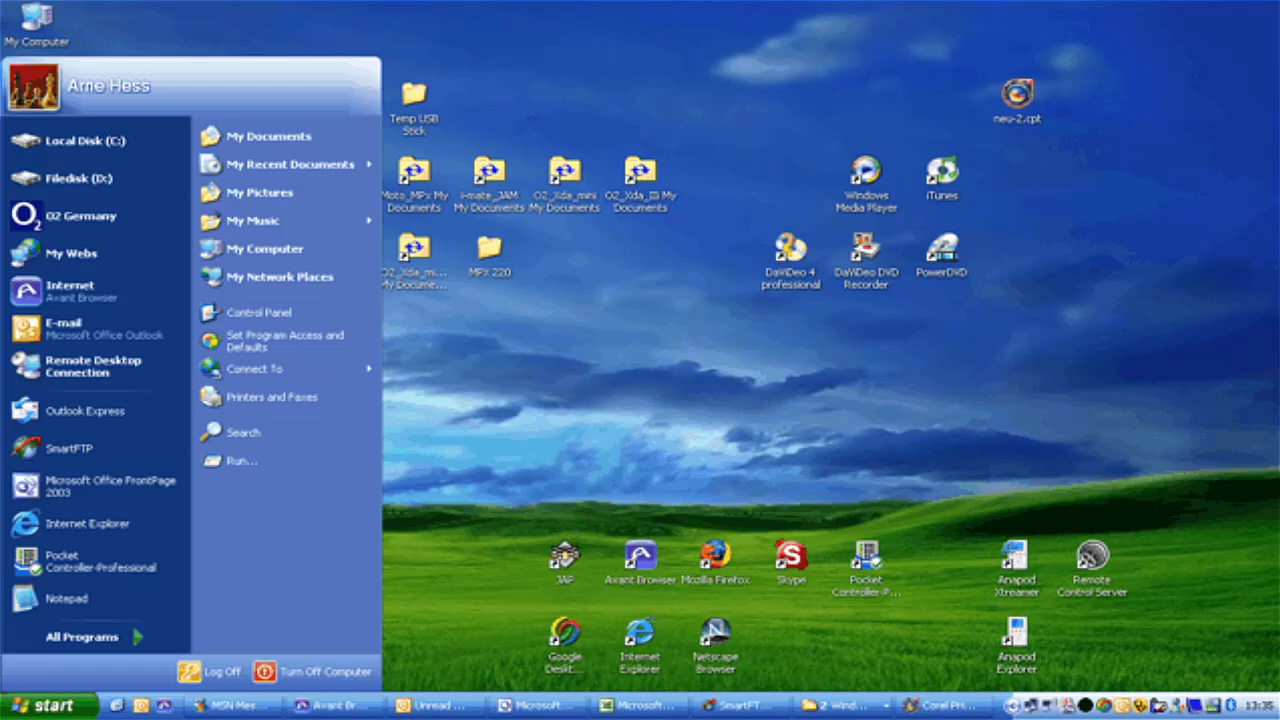 My Computer
Arne Hess
Local Disk (C:)
Filedisk (D:)
O2 Germany
My Webs
Internet
Avant Browser
E-mail
Microsoft Office Outlook
Remote Desktop
Connection
Outlook Express
SmartFTP
Microsoft Office FrontPage
2003
Internet Explorer
Pocket
Controller-Professional
Notepad
All Programs
My Documents
My Recent Documents
My Pictures
My Music
My Computer
My Network Places
Control Panel
Set Program Access and
Defaults
Connect To
Printers and Faxes
Search
Run...
Log Off
Turn Off Computer
Temp USB
Stick
neu-2.cpt
Moto_MPx My
Documents
i-mate_JAM
My Documents
O2_Xda_mini
My Documents
O2_Xda_III My
Documents
Windows
Media Player
iTunes
O2_Xda_mi...
My Docume...
MPX 220
DaViDeo 4
professional
DaViDeo DVD
Recorder
PowerDVD
JAP
Avant Browser
Mozilla Firefox
Skype
Pocket
Controller-P...
Anapod
Xtreamer
Remote
Control Server
Google
Deskt...
Internet
Explorer
Netscape
Browser
Anapod
Explorer
start
MSN Mes...
Avant Br...
Unread ...
Microsoft...
Microsoft...
SmartFT...
2 Wind...
Corel PH...
13:35